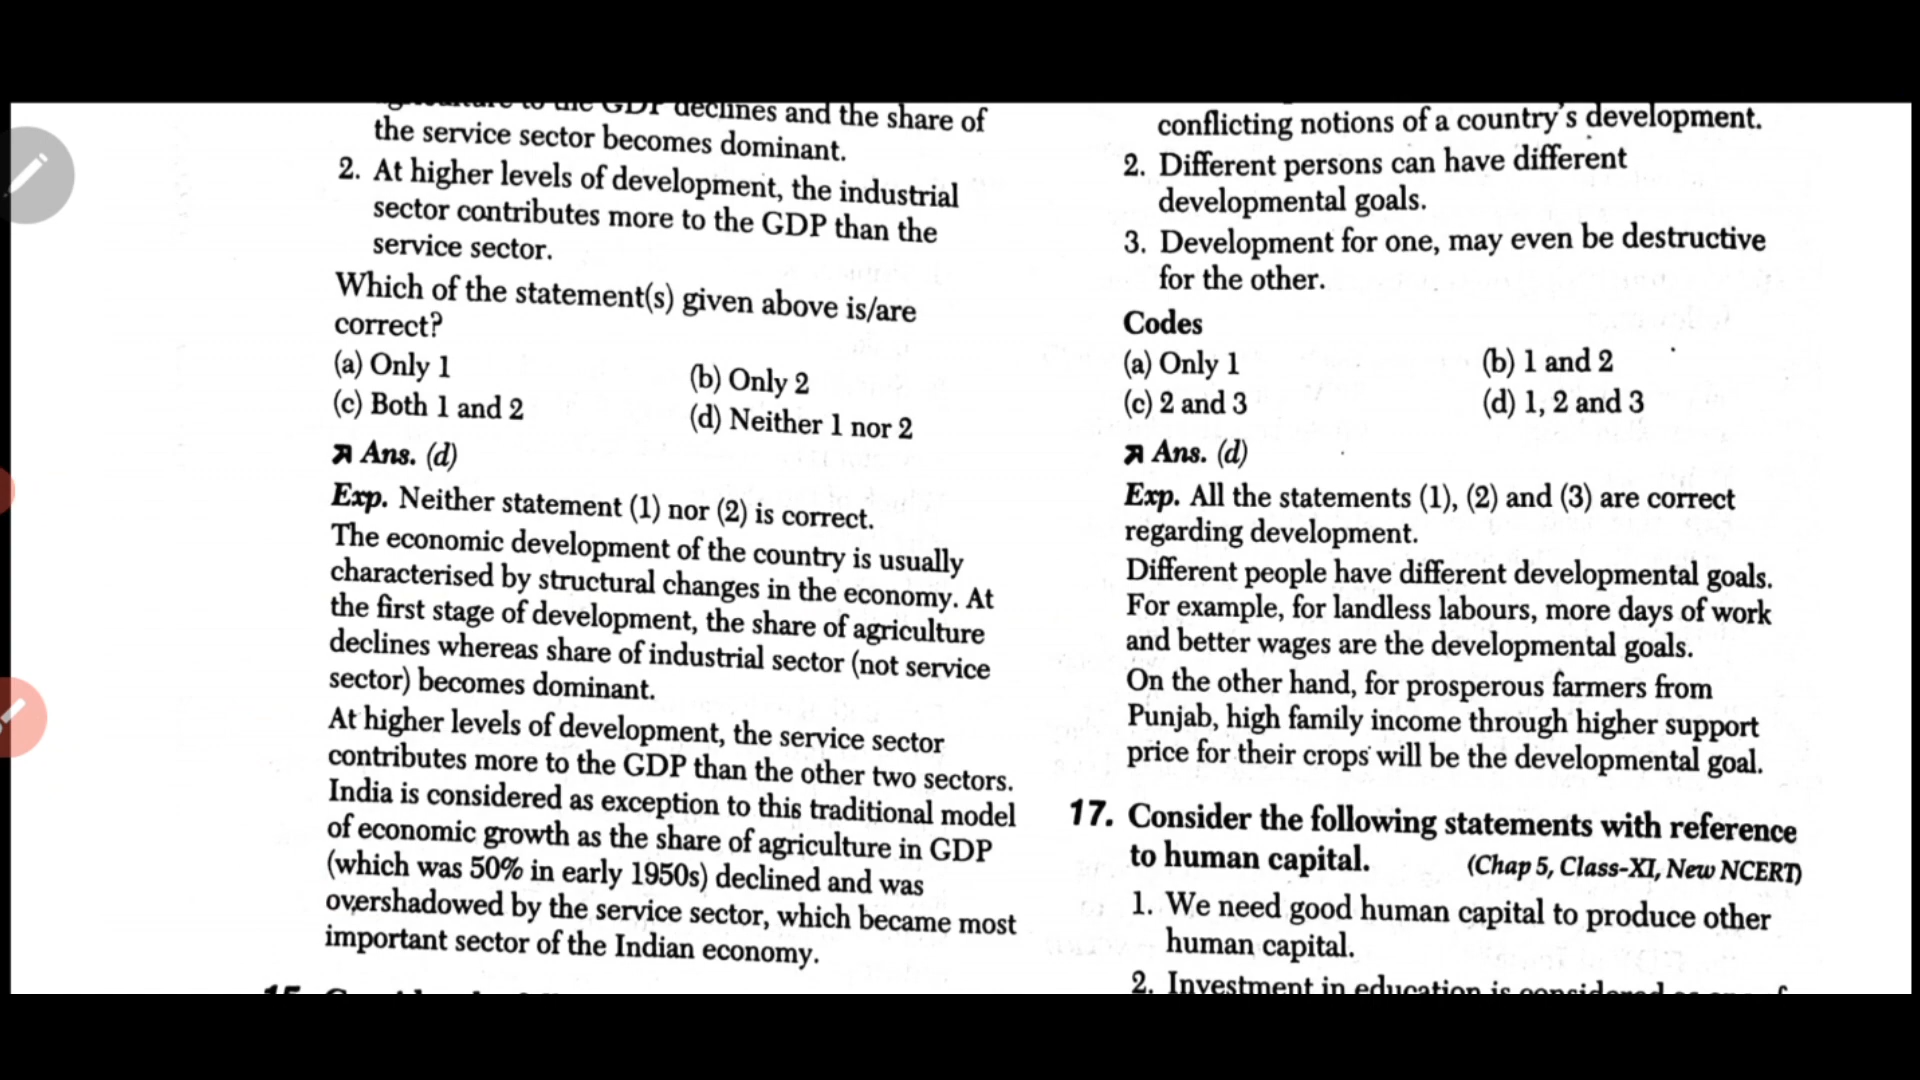 agriculture to the GDP declines and the share of
the service sector becomes dominant.
2. At higher levels of development, the industrial
sector contributes more to the GDP than the
service sector.
Which of the statement(s) given above is/are
correct?
(a) Only 1 (b) Only 2
(c) Both 1 and 2 (d) Neither 1 nor 2
Ans. (d)
Exp. Neither statement (1) nor (2) is correct.
The economic development of the country is usually
characterised by structural changes in the economy. At
the first stage of development, the share of agriculture
declines whereas share of industrial sector (not service
sector) becomes dominant.
At higher levels of development, the service sector
contributes more to the GDP than the other two sectors.
India is considered as exception to this traditional model
of economic growth as the share of agriculture in GDP
(which was 50% in early 1950s) declined and was
overshadowed by the service sector, which became most
important sector of the Indian economy.
conflicting notions of a country's development.
2. Different persons can have different
developmental goals.
3. Development for one, may even be destructive
for the other.
Codes
(a) Only 1 (b) 1 and 2
(c) 2 and 3 (d) 1, 2 and 3
Ans. (d)
Exp. All the statements (1), (2) and (3) are correct
regarding development.
Different people have different developmental goals.
For example, for landless labours, more days of work
and better wages are the developmental goals.
On the other hand, for prosperous farmers from
Punjab, high family income through higher support
price for their crops will be the developmental goal.
17. Consider the following statements with reference
to human capital. (Chap 5, Class-XI, New NCERT)
1. We need good human capital to produce other
human capital.
2. Investment in education is considered